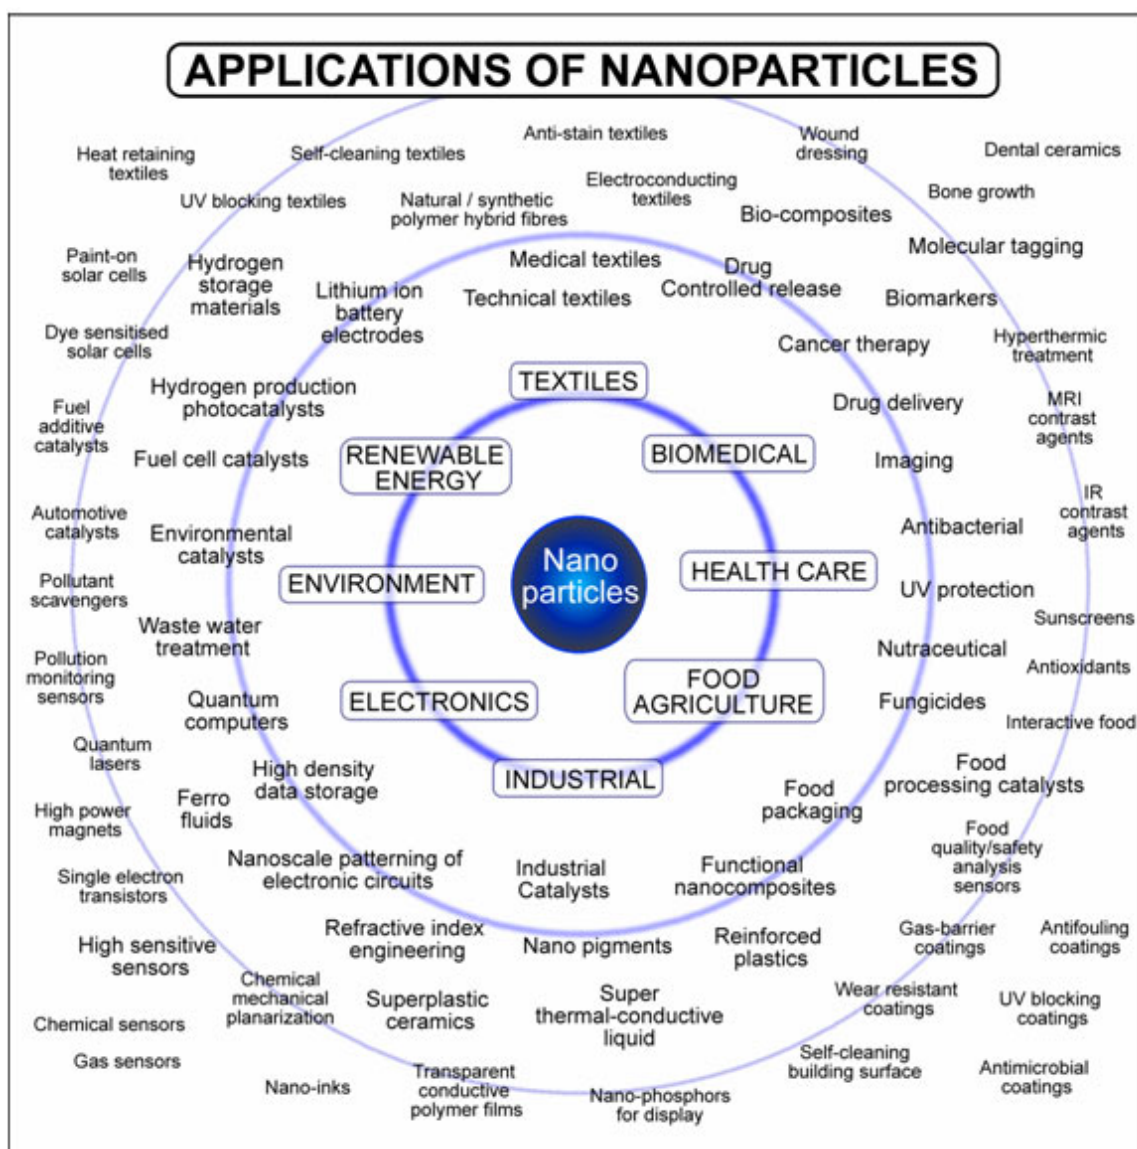 APPLICATIONS OF NANOPARTICLES
Anti-stain textiles
Wound
dressing
Heat retaining
textiles
Self-cleaning textiles
Dental ceramics
Electroconducting
textiles
UV blocking textiles
Natural / synthetic
polymer hybrid fibres
Bone growth
Bio-composites
Molecular tagging
Paint-on
solar cells
Hydrogen
storage
materials
Medical textiles
Drug
Controlled release
Lithium ion
battery
electrodes
Technical textiles
Biomarkers
Dye sensitised
solar cells
Cancer therapy
Hyperthermic
treatment
TEXTILES
Hydrogen production
photocatalysts
Drug delivery
MRI
contrast
agents
Fuel
additive
catalysts
Fuel cell catalysts
RENEWABLE
ENERGY
BIOMEDICAL
Imaging
IR
contrast
agents
Automotive
catalysts
Environmental
catalysts
Antibacterial
Nano
particles
ENVIRONMENT
HEALTH CARE
Pollutant
scavengers
UV protection
Sunscreens
Waste water
treatment
Nutraceutical
Pollution
monitoring
sensors
Antioxidants
ELECTRONICS
FOOD
AGRICULTURE
Quantum
computers
Fungicides
Interactive food
Quantum
lasers
High density
data storage
INDUSTRIAL
Food
packaging
Food
processing catalysts
High power
magnets
Ferro
fluids
Food
quality/safety
analysis
sensors
Nanoscale patterning of
electronic circuits
Industrial
Catalysts
Functional
nanocomposites
Single electron
transistors
Refractive index
engineering
Nano pigments
Reinforced
plastics
Gas-barrier
coatings
Antifouling
coatings
High sensitive
sensors
Chemical
mechanical
planarization
Superplastic
ceramics
Super
thermal-conductive
liquid
Wear resistant
coatings
UV blocking
coatings
Chemical sensors
Gas sensors
Self-cleaning
building surface
Antimicrobial
coatings
Nano-inks
Transparent
conductive
polymer films
Nano-phosphors
for display